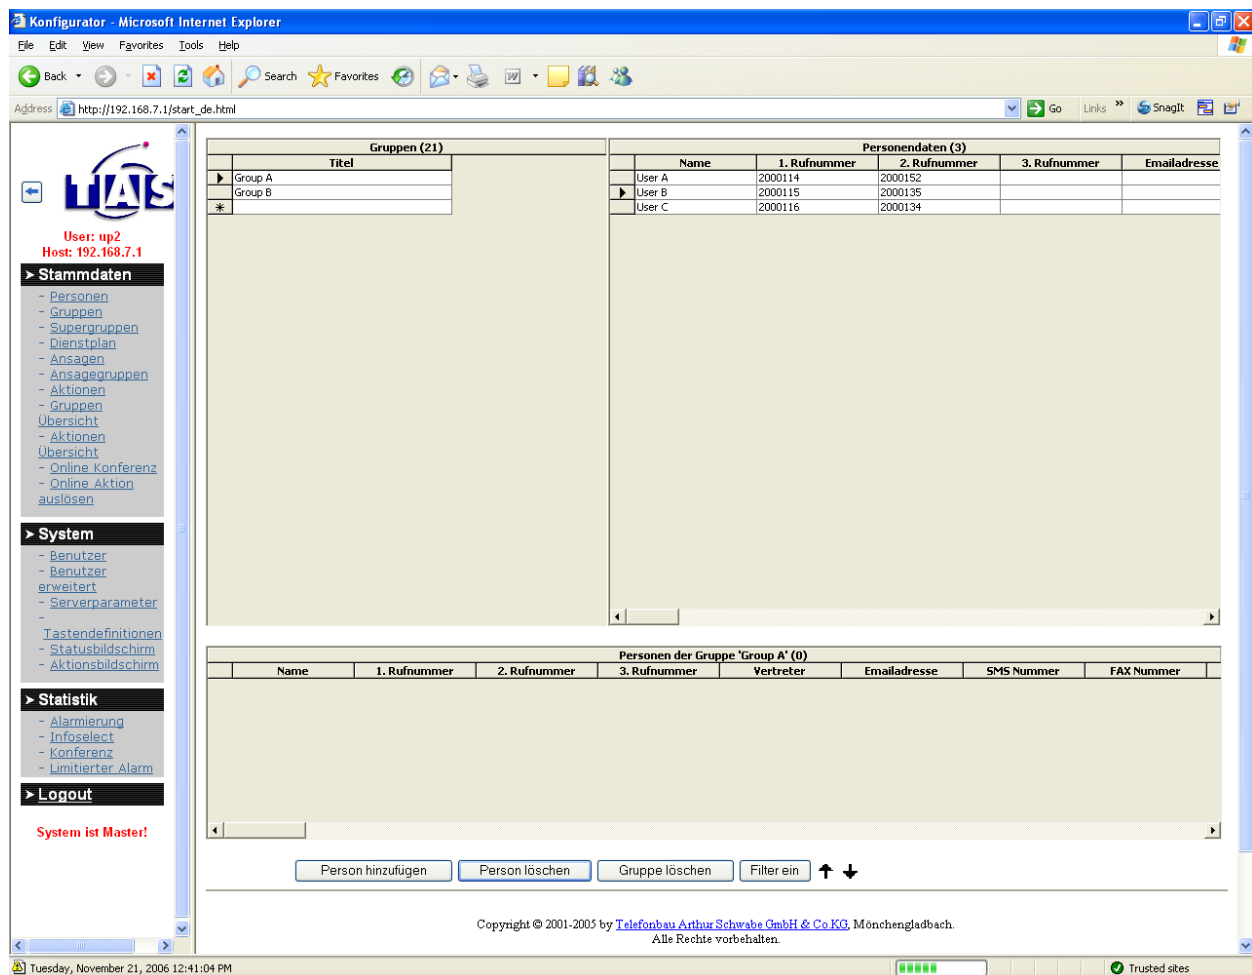 Konfigurator - Microsoft Internet Explorer
File Edit View Favorites Tools Help
Back Search Favorites
Address http://192.168.7.1/start_de.html Go Links » SnagIt
TAS
User: up2
Host: 192.168.7.1
Stammdaten
- Personen
- Gruppen
- Supergruppen
- Dienstplan
- Ansagen
- Ansagegruppen
- Aktionen
- Gruppen
Übersicht
- Aktionen
Übersicht
- Online Konferenz
- Online Aktion
auslösen
System
- Benutzer
- Benutzer
erweitert
- Serverparameter
-
Tastendefinitionen
- Statusbildschirm
- Aktionsbildschirm
Statistik
- Alarmierung
- Infoselect
- Konferenz
- Limitierter Alarm
Logout
System ist Master!
Gruppen (21)
Titel
Group A
Group B
Personendaten (3)
Name 1. Rufnummer 2. Rufnummer 3. Rufnummer Emailadresse
User A 2000114 2000152
User B 2000115 2000135
User C 2000116 2000134
Personen der Gruppe 'Group A' (0)
Name 1. Rufnummer 2. Rufnummer 3. Rufnummer Vertreter Emailadresse SMS Nummer FAX Nummer
Person hinzufügen Person löschen Gruppe löschen Filter ein
Copyright © 2001-2005 by Telefonbau Arthur Schwabe GmbH & Co.KG, Mönchengladbach.
Alle Rechte vorbehalten.
Tuesday, November 21, 2006 12:41:04 PM Trusted sites